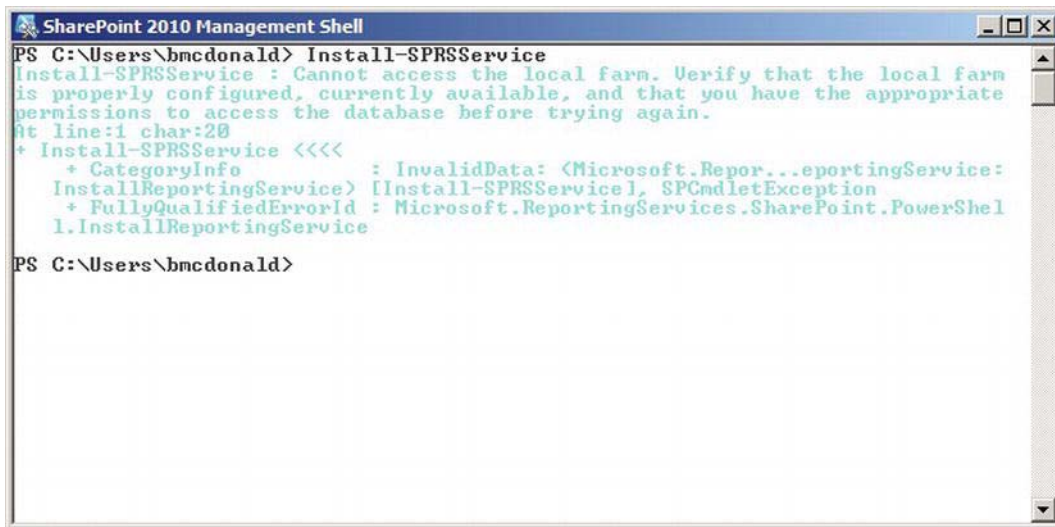 SharePoint 2010 Management Shell
PS C:\Users\bmcdonald> Install-SPRSService
Install-SPRSService : Cannot access the local farm. Verify that the local farm
is properly configured, currently available, and that you have the appropriate
permissions to access the database before trying again.
At line:1 char:20
+ Install-SPRSService <<<<
    + CategoryInfo          : InvalidData: (Microsoft.Repor...eportingService:
   InstallReportingService) [Install-SPRSService], SPCmdletException
    + FullyQualifiedErrorId : Microsoft.ReportingServices.SharePoint.PowerShel
   l.InstallReportingService
PS C:\Users\bmcdonald>